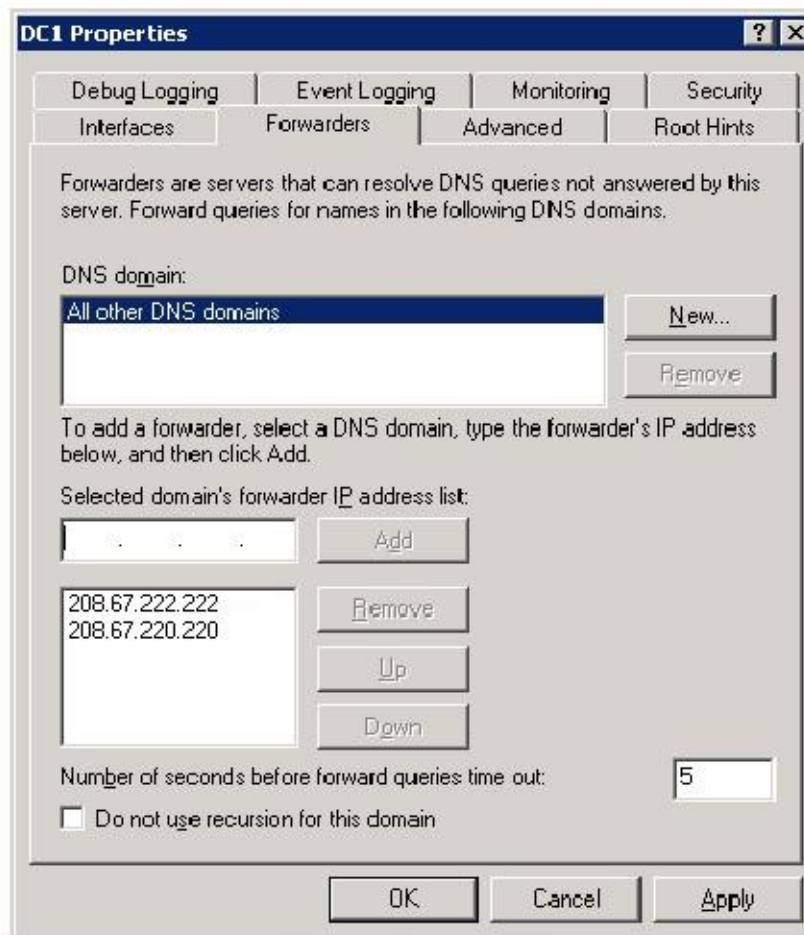 DC1 Properties
Debug Logging Event Logging Monitoring Security
Interfaces Forwarders Advanced Root Hints
Forwarders are servers that can resolve DNS queries not answered by this
server. Forward queries for names in the following DNS domains.
DNS domain:
All other DNS domains
New...
Remove
To add a forwarder, select a DNS domain, type the forwarder's IP address
below, and then click Add.
Selected domain's forwarder IP address list:
. . .
Add
208.67.222.222
208.67.220.220
Remove
Up
Down
Number of seconds before forward queries time out: 5
Do not use recursion for this domain
OK Cancel Apply